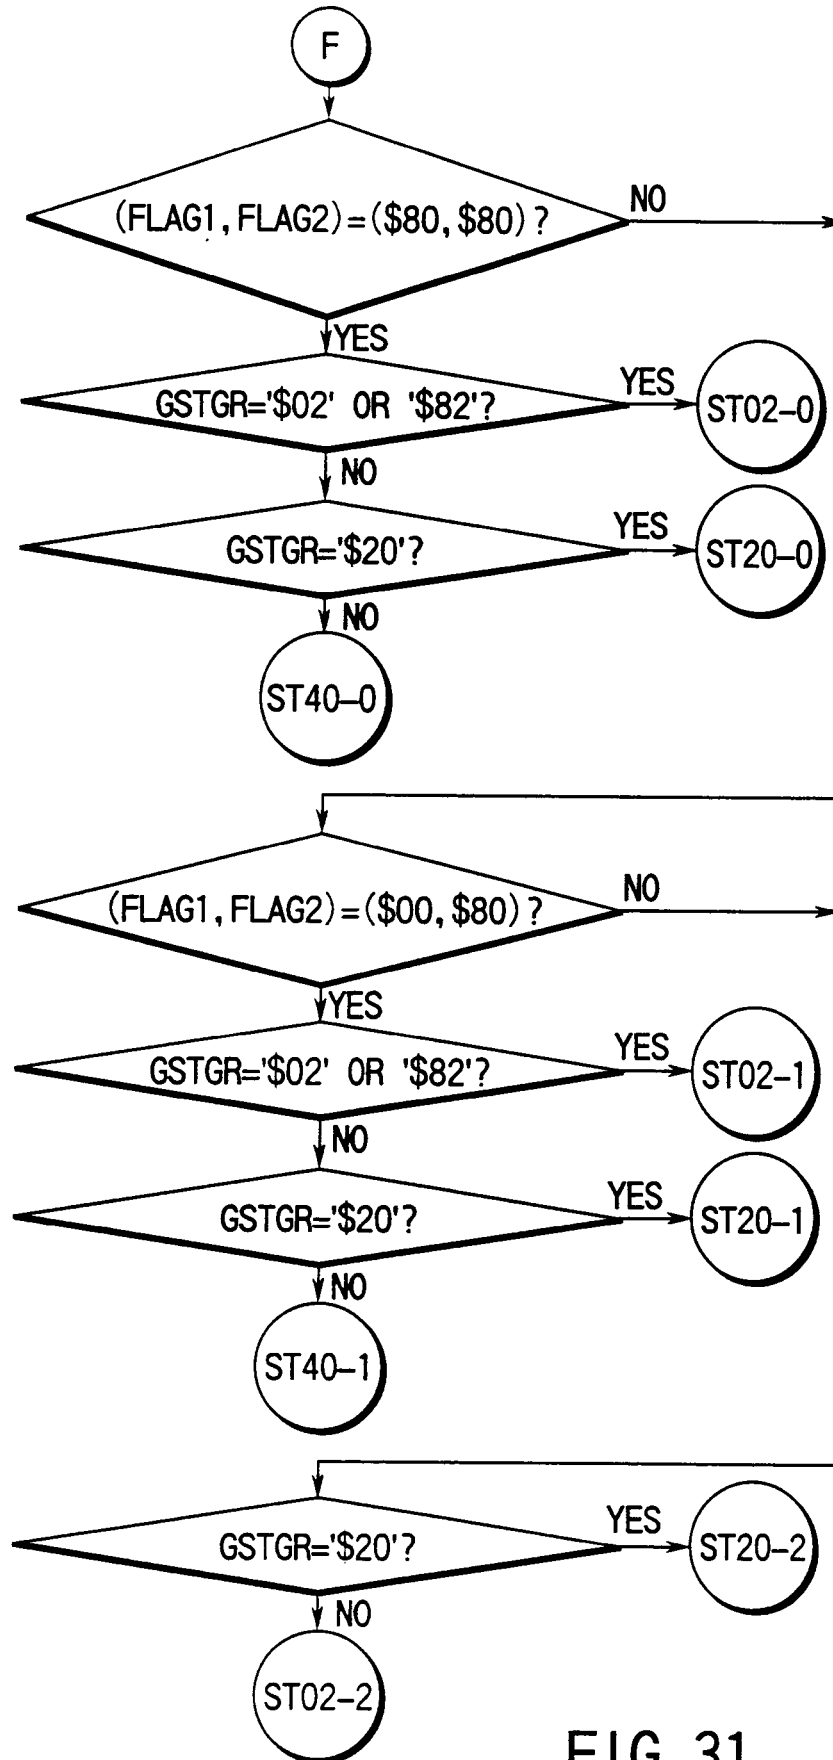 F
(FLAG1, FLAG2)=($80, $80)?
NO
YES
GSTGR='$02' OR '$82'?
YES
ST02-0
NO
GSTGR='$20'?
YES
ST20-0
NO
ST40-0
(FLAG1, FLAG2)=($00, $80)?
NO
YES
GSTGR='$02' OR '$82'?
YES
ST02-1
NO
GSTGR='$20'?
YES
ST20-1
NO
ST40-1
GSTGR='$20'?
YES
ST20-2
NO
ST02-2
FIG. 31